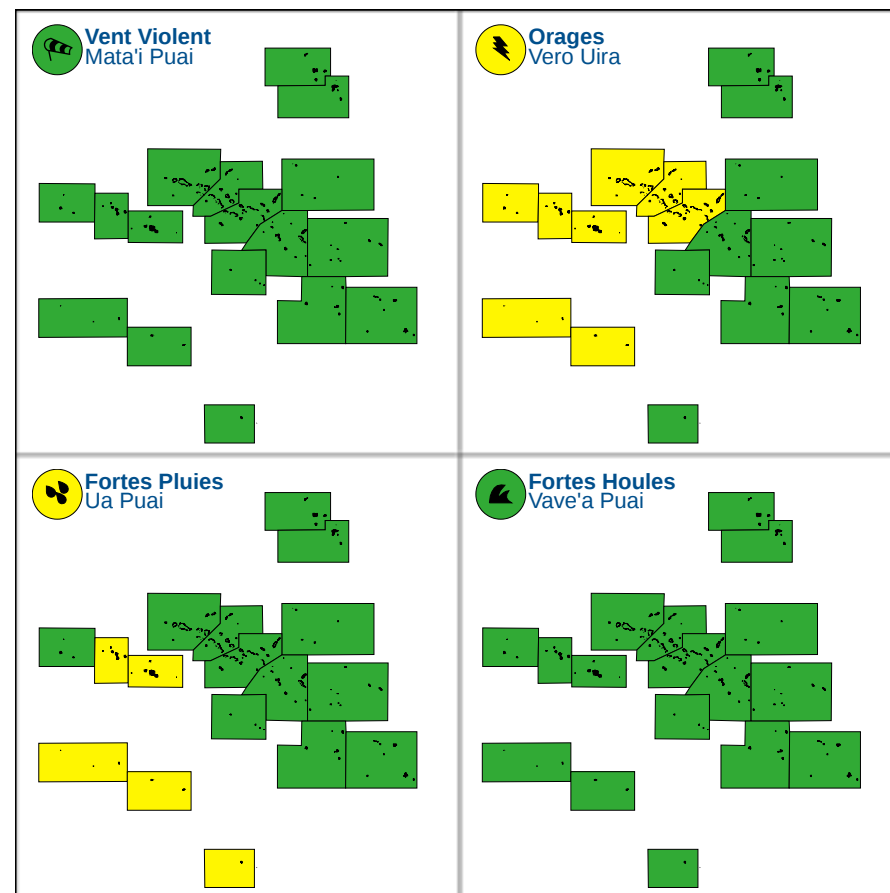 Vent Violent
Mata'i Puai
Orages
Vero Uira
Fortes Pluies
Ua Puai
Fortes Houles
Vave'a Puai